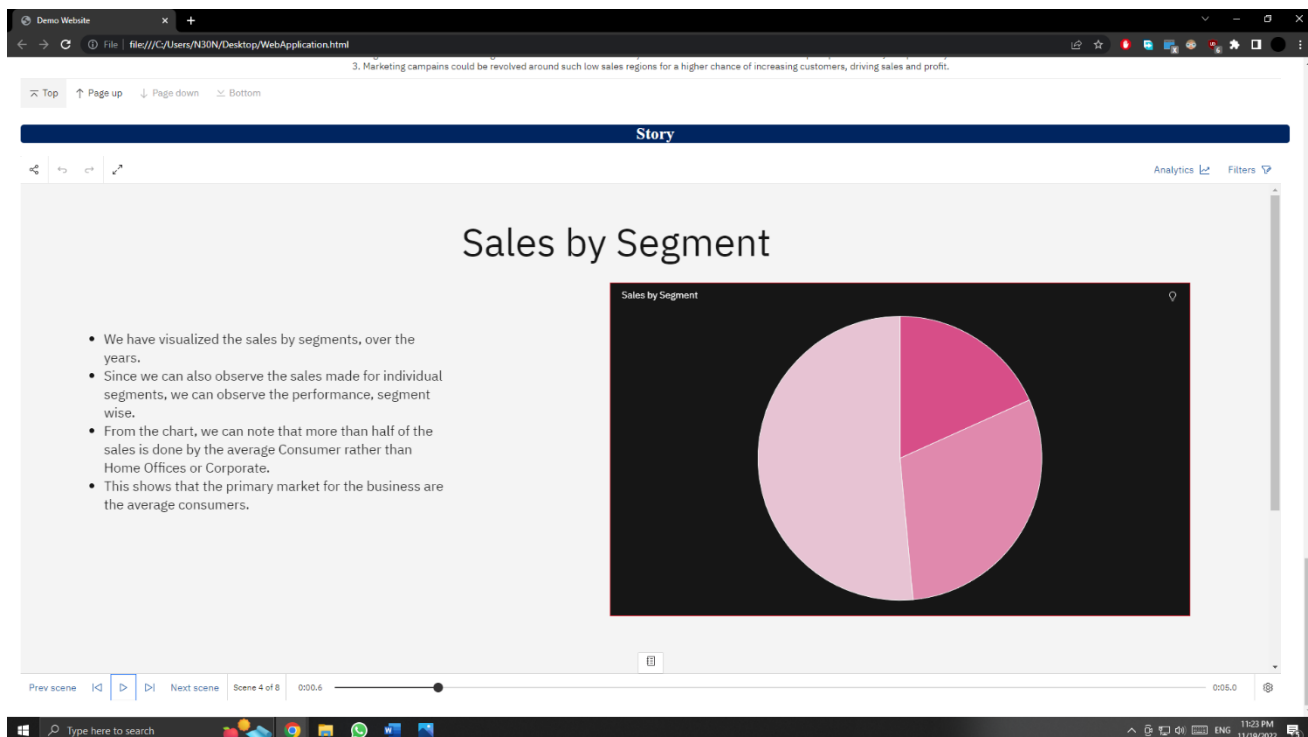 Demo Website
File | file:///C:/Users/N30N/Desktop/WebApplication.html
3. Marketing campains could be revolved around such low sales regions for a higher chance of increasing customers, driving sales and profit.
Top Page up Page down Bottom
Story
Analytics Filters
Sales by Segment
Sales by Segment
• We have visualized the sales by segments, over the
years.
• Since we can also observe the sales made for individual
segments, we can observe the performance, segment
wise.
• From the chart, we can note that more than half of the
sales is done by the average Consumer rather than
Home Offices or Corporate.
• This shows that the primary market for the business are
the average consumers.
Prev scene Next scene Scene 4 of 8 0:00.6 0:05.0
Type here to search
ENG 11:23 PM
11/19/2022